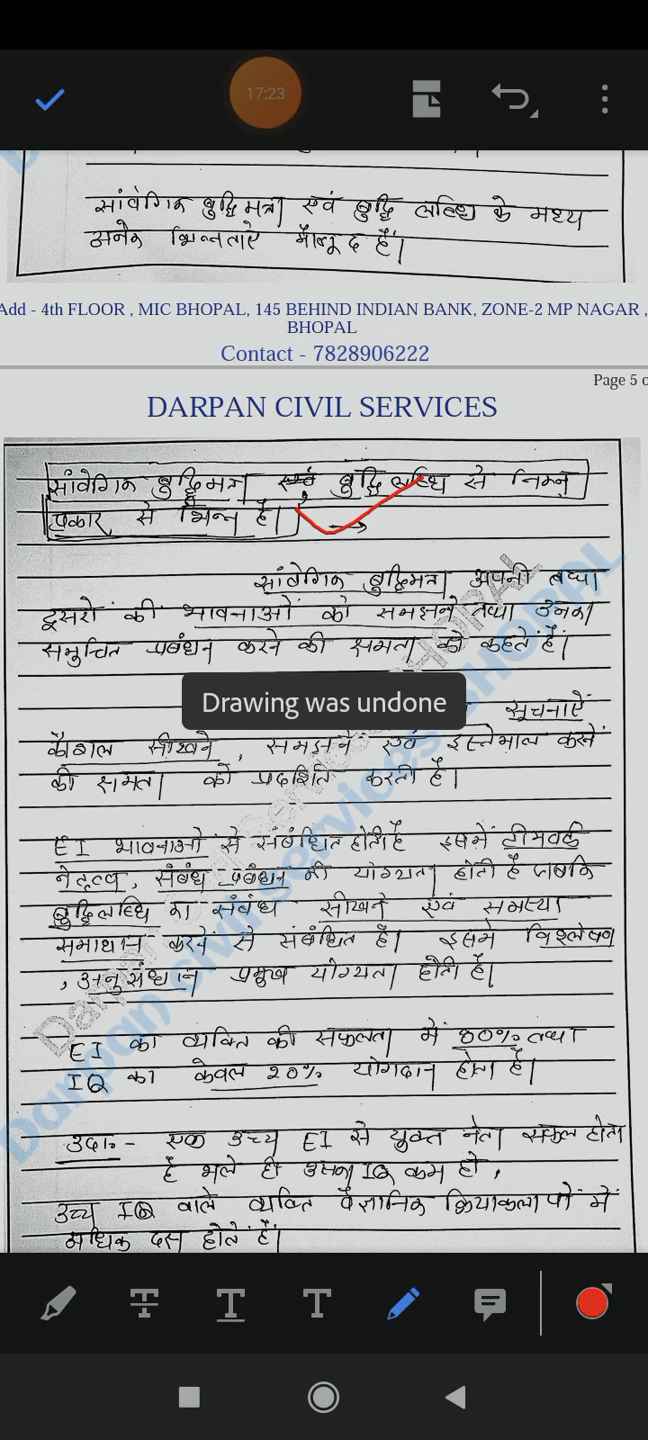 17:23
सांवेगिक बुद्धिमत्ता एवं बुद्धि लब्धि के मध्य
अनेक भिन्नताएं मौजूद हैं।
Add - 4th FLOOR , MIC BHOPAL, 145 BEHIND INDIAN BANK, ZONE-2 MP NAGAR ,
BHOPAL
Contact - 7828906222
Page 5 o
DARPAN CIVIL SERVICES
सांवेगिक बुद्धिमत्ता एवं बुद्धि लब्धि से निम्न
प्रकार से भिन्न है। →
सांवेगिक बुद्धिमत्ता अपनी तथा
दूसरों की भावनाओं को समझने तथा उनका
समुचित प्रबंधन करने की क्षमता को कहते हैं।
Drawing was undone
सूचनाऐं
कौशल सीखने , समझने एवं इस्तेमाल करने
की क्षमता को प्रदर्शित करती है।
EI भावनाओं से संबंधित होती है इसमें टीमवर्क
नेतृत्व, संबंध प्रबंधन की योग्यता होती है जबकि
बुद्धिलब्धि का संबंध सीखने एवं समस्या
समाधान करने से संबंधित है। इसमे विश्लेषण
, अनुसंधान प्रमुख योग्यता होती है।
EI का व्यक्ति की सफलता में 80% तथा
IQ का केवल 20% योगदान होता है।
उदा॰- एक उच्च EI से युक्त नेता सफल होता
है भले ही उसका IQ कम हो ,
उच्च IQ वाले व्यक्ति वैज्ञानिक क्रियाकलापों में
अधिक दक्ष होते हैं।
Darpan civil services BHOPAL